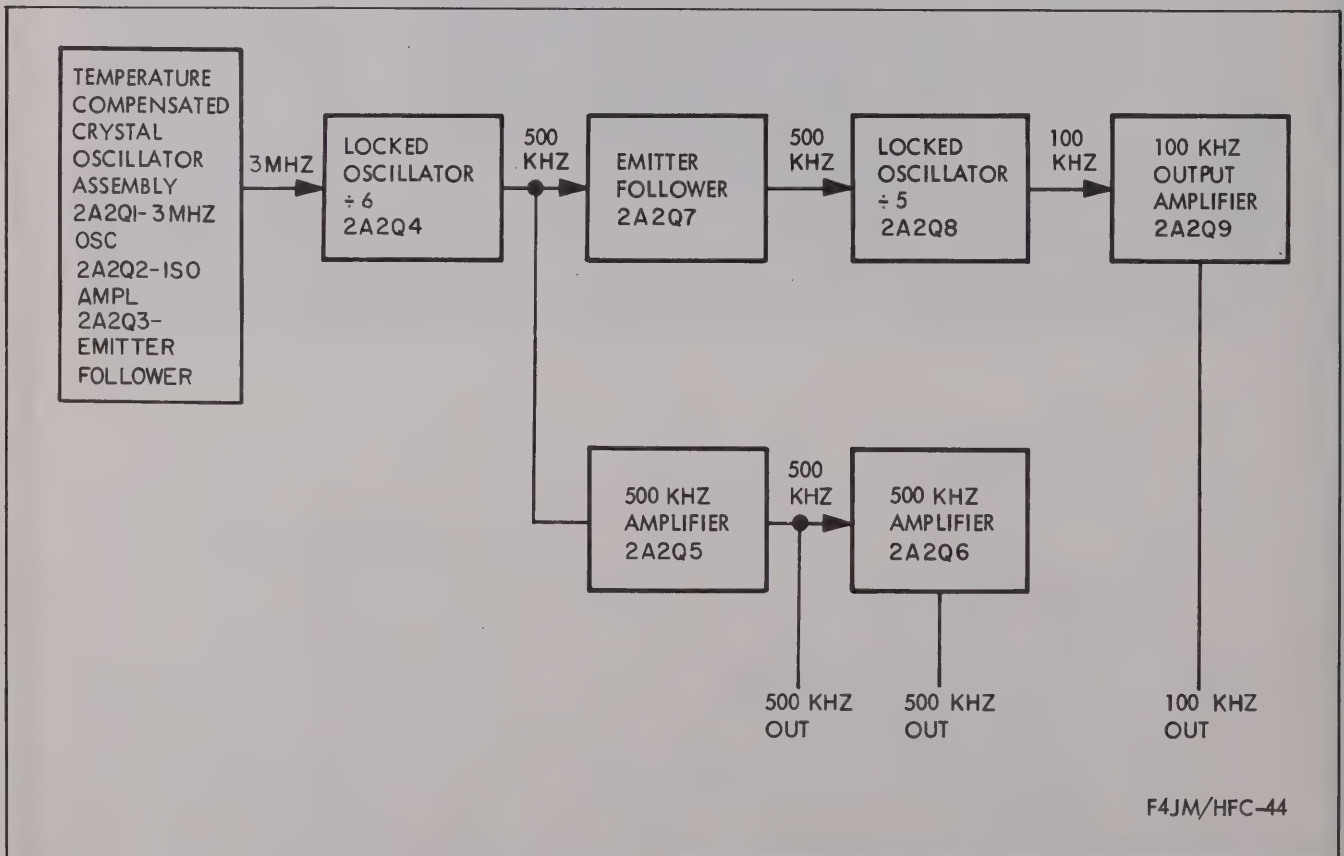 TEMPERATURE
COMPENSATED
CRYSTAL
OSCILLATOR
ASSEMBLY
2A2Q1-3MHZ
OSC
2A2Q2-ISO
AMPL
2A2Q3-
EMITTER
FOLLOWER
3MHZ
LOCKED
OSCILLATOR
÷6
2A2Q4
500
KHZ
EMITTER
FOLLOWER
2A2Q7
500
KHZ
LOCKED
OSCILLATOR
÷5
2A2Q8
100
KHZ
100 KHZ
OUTPUT
AMPLIFIER
2A2Q9
500 KHZ
AMPLIFIER
2A2Q5
500
KHZ
500 KHZ
AMPLIFIER
2A2Q6
500 KHZ
OUT
500 KHZ
OUT
100 KHZ
OUT
F4JM/HFC-44